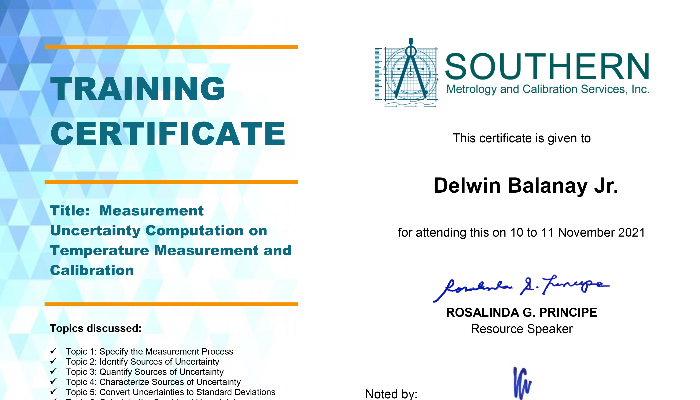 TRAINING
CERTIFICATE
Title: Measurement
Uncertainty Computation on
Temperature Measurement and
Calibration
Topics discussed:
✓ Topic 1: Specify the Measurement Process
✓ Topic 2: Identify Sources of Uncertainty
✓ Topic 3: Quantify Sources of Uncertainty
✓ Topic 4: Characterize Sources of Uncertainty
✓ Topic 5: Convert Uncertainties to Standard Deviations
SOUTHERN
Metrology and Calibration Services, Inc.
This certificate is given to
Delwin Balanay Jr.
for attending this on 10 to 11 November 2021
Rosalinda G. Principe
ROSALINDA G. PRINCIPE
Resource Speaker
Noted by: